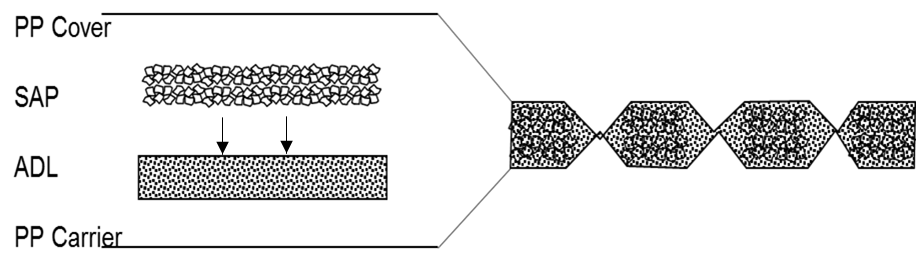 PP Cover
SAP
ADL
PP Carrier